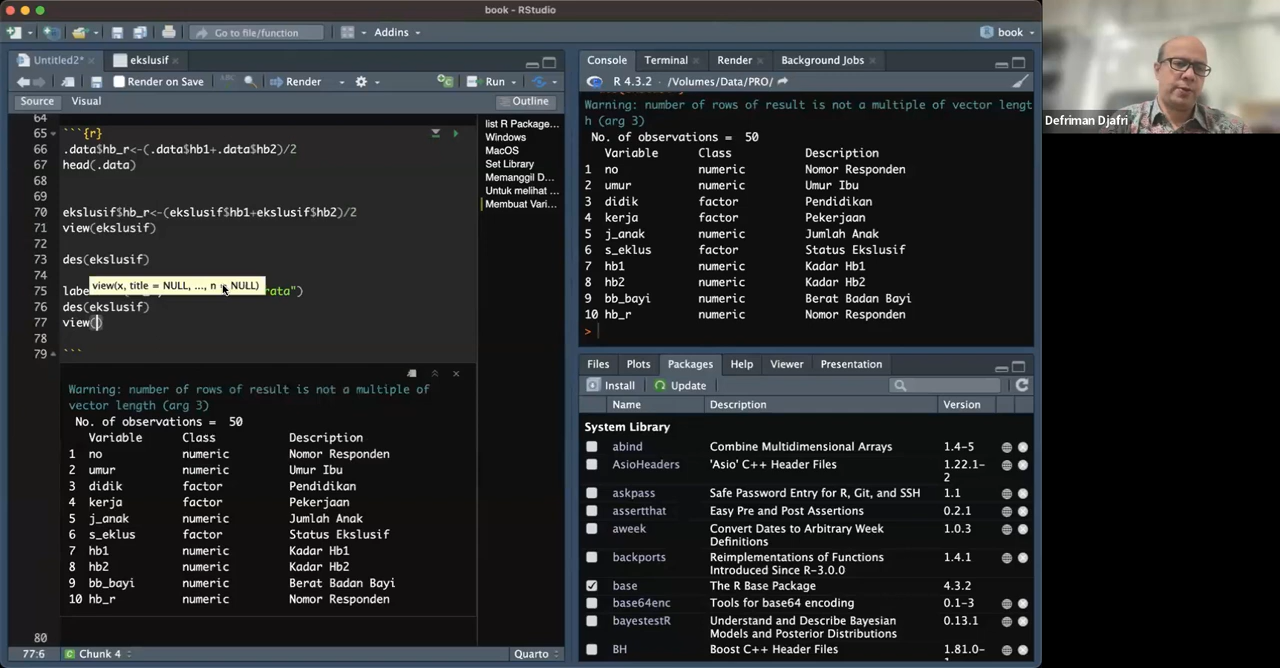 book - RStudio
Go to file/function
Addins
book
Untitled2*
ekslusif
Render on Save
ABC
Render
Run
Source
Visual
Outline
64
65 ```{r}
66 .data$hb_r<-(.data$hb1+.data$hb2)/2
67 head(.data)
68
69
70 ekslusif$hb_r<-(ekslusif$hb1+ekslusif$hb2)/2
71 view(ekslusif)
72
73 des(ekslusif)
74
view(x, title = NULL, ..., n = NULL)
75 labe rata")
76 des(ekslusif)
77 view()
78
79 ```
list R Package...
Windows
MacOS
Set Library
Memanggil D...
Untuk melihat ...
Membuat Vari...
Warning: number of rows of result is not a multiple of
vector length (arg 3)
No. of observations = 50
Variable Class Description
1 no numeric Nomor Responden
2 umur numeric Umur Ibu
3 didik factor Pendidikan
4 kerja factor Pekerjaan
5 j_anak numeric Jumlah Anak
6 s_eklus factor Status Ekslusif
7 hb1 numeric Kadar Hb1
8 hb2 numeric Kadar Hb2
9 bb_bayi numeric Berat Badan Bayi
10 hb_r numeric Nomor Responden
80
77:6 Chunk 4 Quarto
Console Terminal Render Background Jobs
R 4.3.2 · /Volumes/Data/PRO/
Warning: number of rows of result is not a multiple of vector lengt
h (arg 3)
No. of observations = 50
Variable Class Description
1 no numeric Nomor Responden
2 umur numeric Umur Ibu
3 didik factor Pendidikan
4 kerja factor Pekerjaan
5 j_anak numeric Jumlah Anak
6 s_eklus factor Status Ekslusif
7 hb1 numeric Kadar Hb1
8 hb2 numeric Kadar Hb2
9 bb_bayi numeric Berat Badan Bayi
10 hb_r numeric Nomor Responden
>
Files Plots Packages Help Viewer Presentation
Install Update
Name Description Version
System Library
abind Combine Multidimensional Arrays 1.4-5
AsioHeaders 'Asio' C++ Header Files 1.22.1-
2
askpass Safe Password Entry for R, Git, and SSH 1.1
assertthat Easy Pre and Post Assertions 0.2.1
aweek Convert Dates to Arbitrary Week 1.0.3
Definitions
backports Reimplementations of Functions 1.4.1
Introduced Since R-3.0.0
base The R Base Package 4.3.2
base64enc Tools for base64 encoding 0.1-3
bayestestR Understand and Describe Bayesian 0.13.1
Models and Posterior Distributions
BH Boost C++ Header Files 1.81.0-
Defriman Djafri